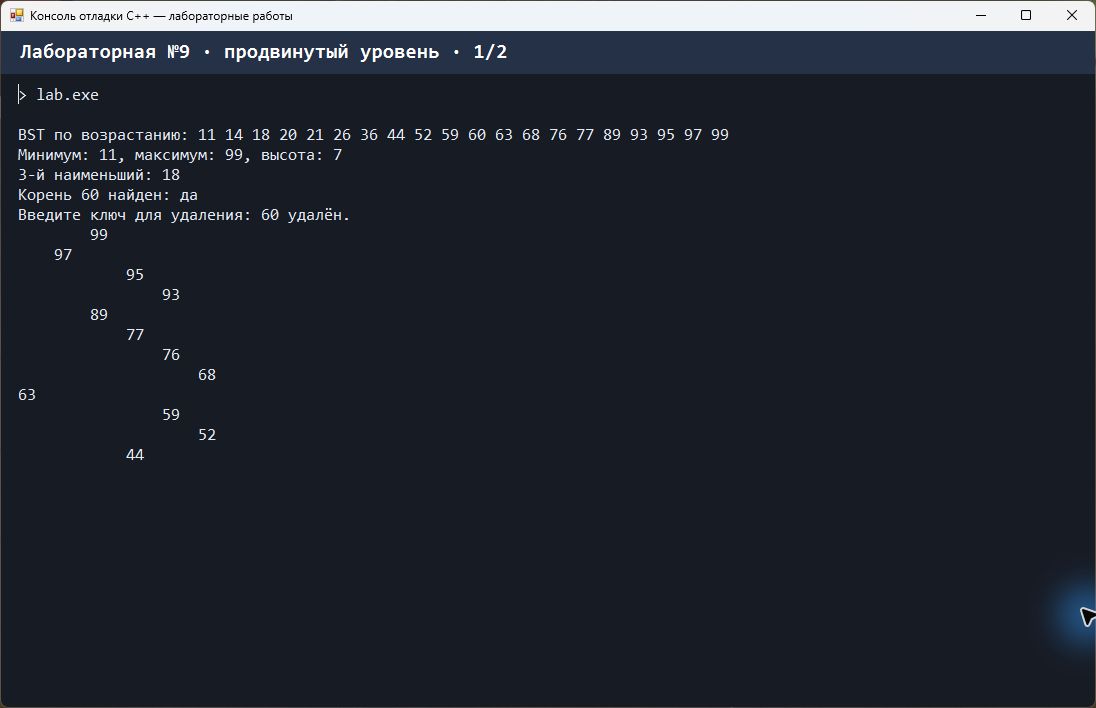 Консоль отладки C++ — лабораторные работы
Лабораторная №9 · продвинутый уровень · 1/2
> lab.exe
BST по возрастанию: 11 14 18 20 21 26 36 44 52 59 60 63 68 76 77 89 93 95 97 99
Минимум: 11, максимум: 99, высота: 7
3-й наименьший: 18
Корень 60 найден: да
Введите ключ для удаления: 60 удалён.
        99
    97
            95
                93
        89
            77
                76
                    68
63
                59
                    52
            44